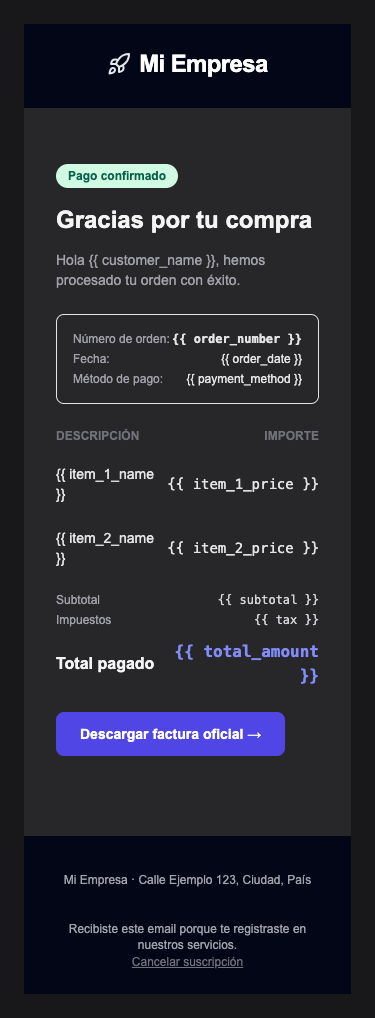 Mi Empresa
Pago confirmado
Gracias por tu compra
Hola {{ customer_name }}, hemos
procesado tu orden con éxito.
Número de orden: {{ order_number }}
Fecha: {{ order_date }}
Método de pago: {{ payment_method }}
DESCRIPCIÓN IMPORTE
{{ item_1_name
}} {{ item_1_price }}
{{ item_2_name
}} {{ item_2_price }}
Subtotal {{ subtotal }}
Impuestos {{ tax }}
Total pagado {{ total_amount
}}
Descargar factura oficial →
Mi Empresa · Calle Ejemplo 123, Ciudad, País
Recibiste este email porque te registraste en
nuestros servicios.
Cancelar suscripción